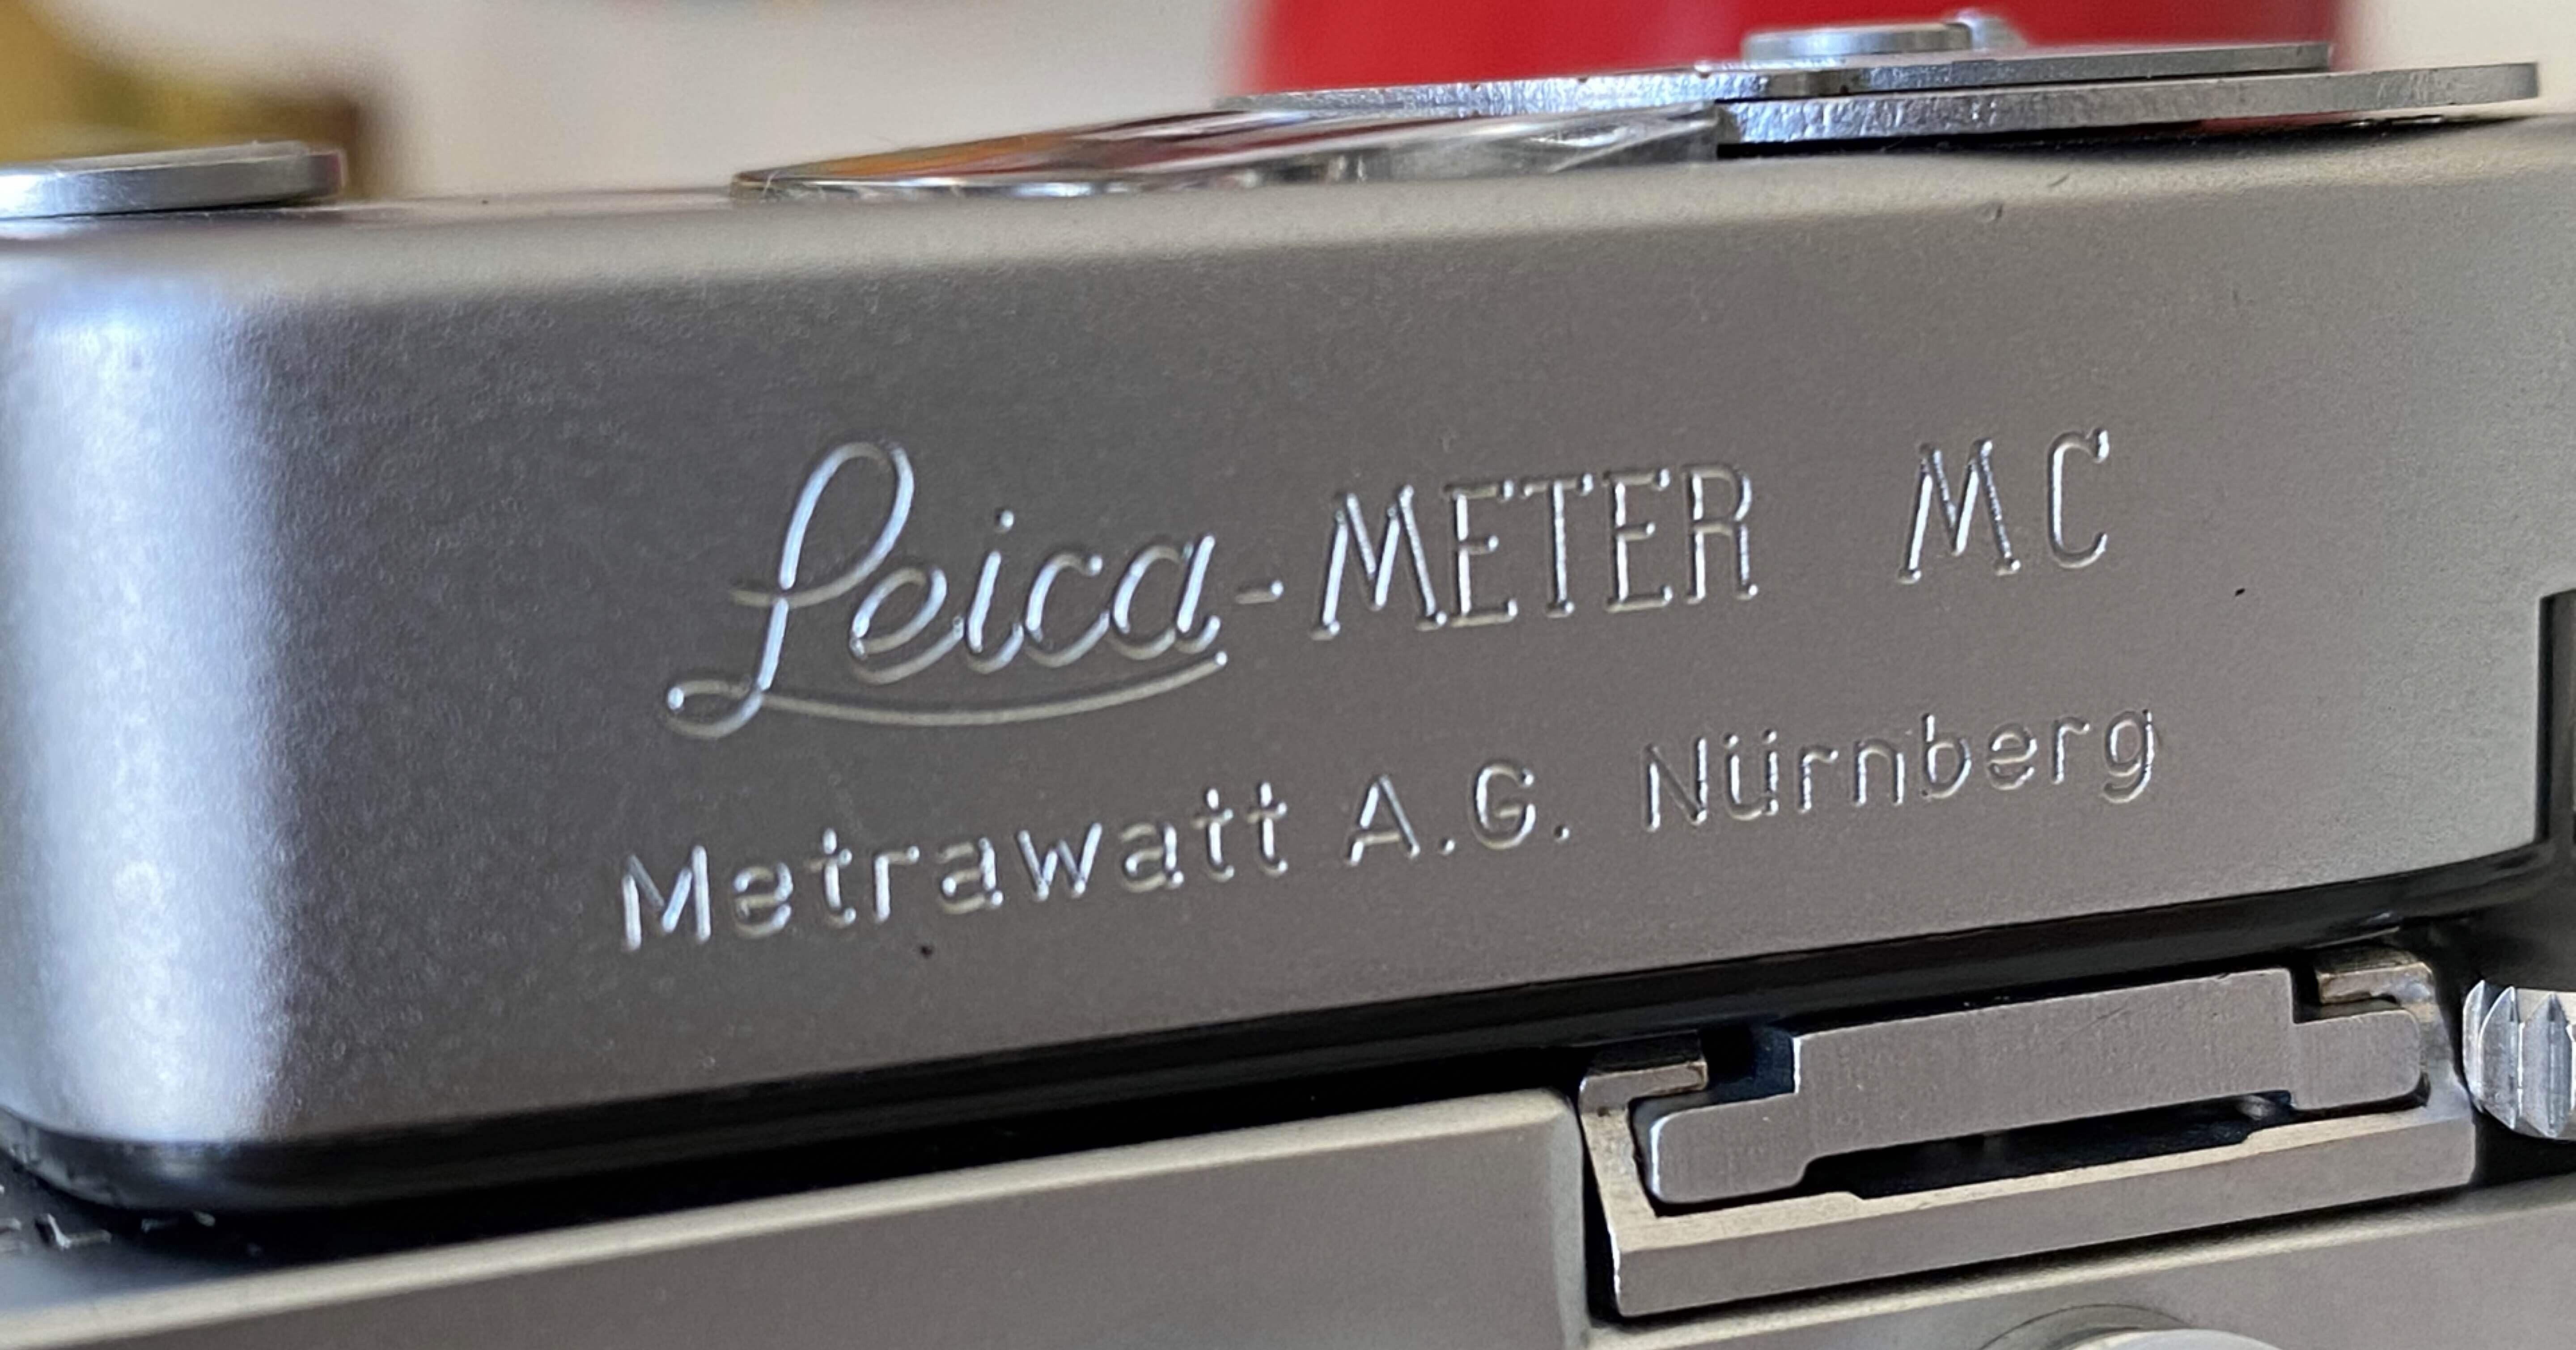 Leica-METER MC
Metrawatt A.G. Nürnberg